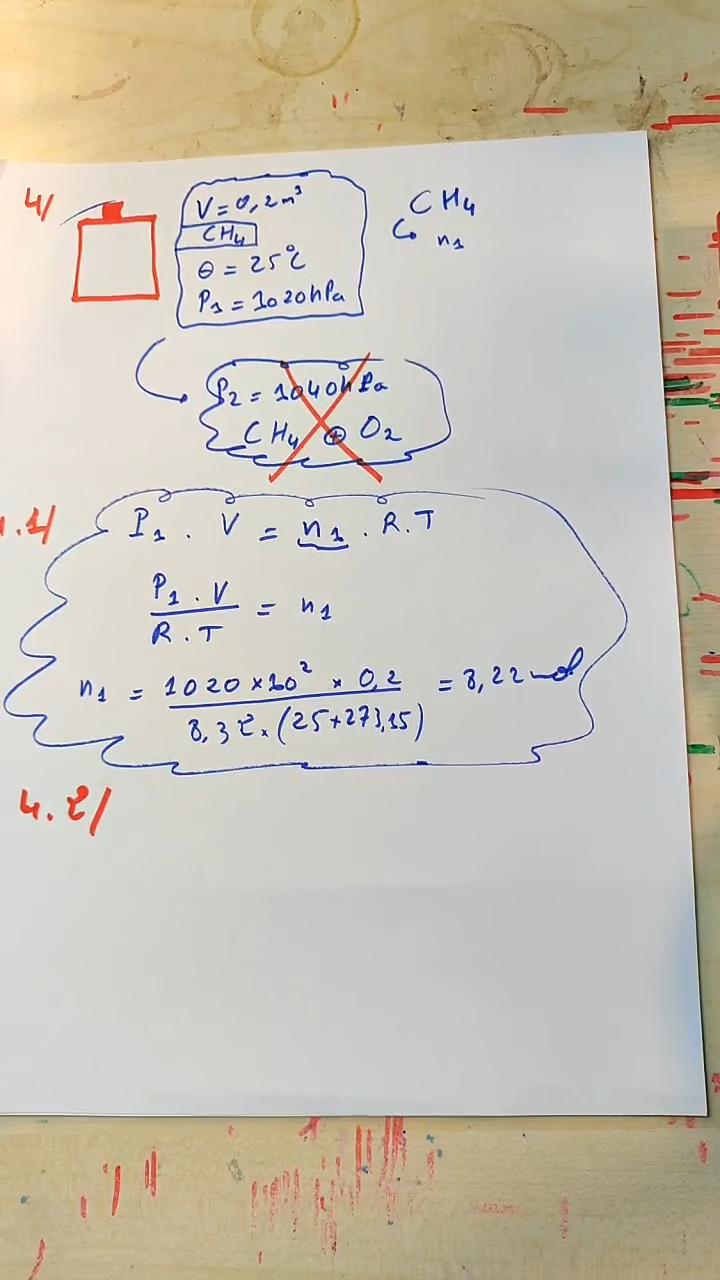 4/
V = 0,2 m³
CH₄
θ = 25°C
P₁ = 1020 hPa
CH₄
↳ n₁
P₂ = 1040 hPa
CH₄ ⊕ O₂
.1/
P₁ . V = n₁ . R.T
P₁ . V / R . T = n₁
n₁ = 1020 × 10² × 0,2 / 8,32 × (25+273,15) = 8,22 mol
4.2/